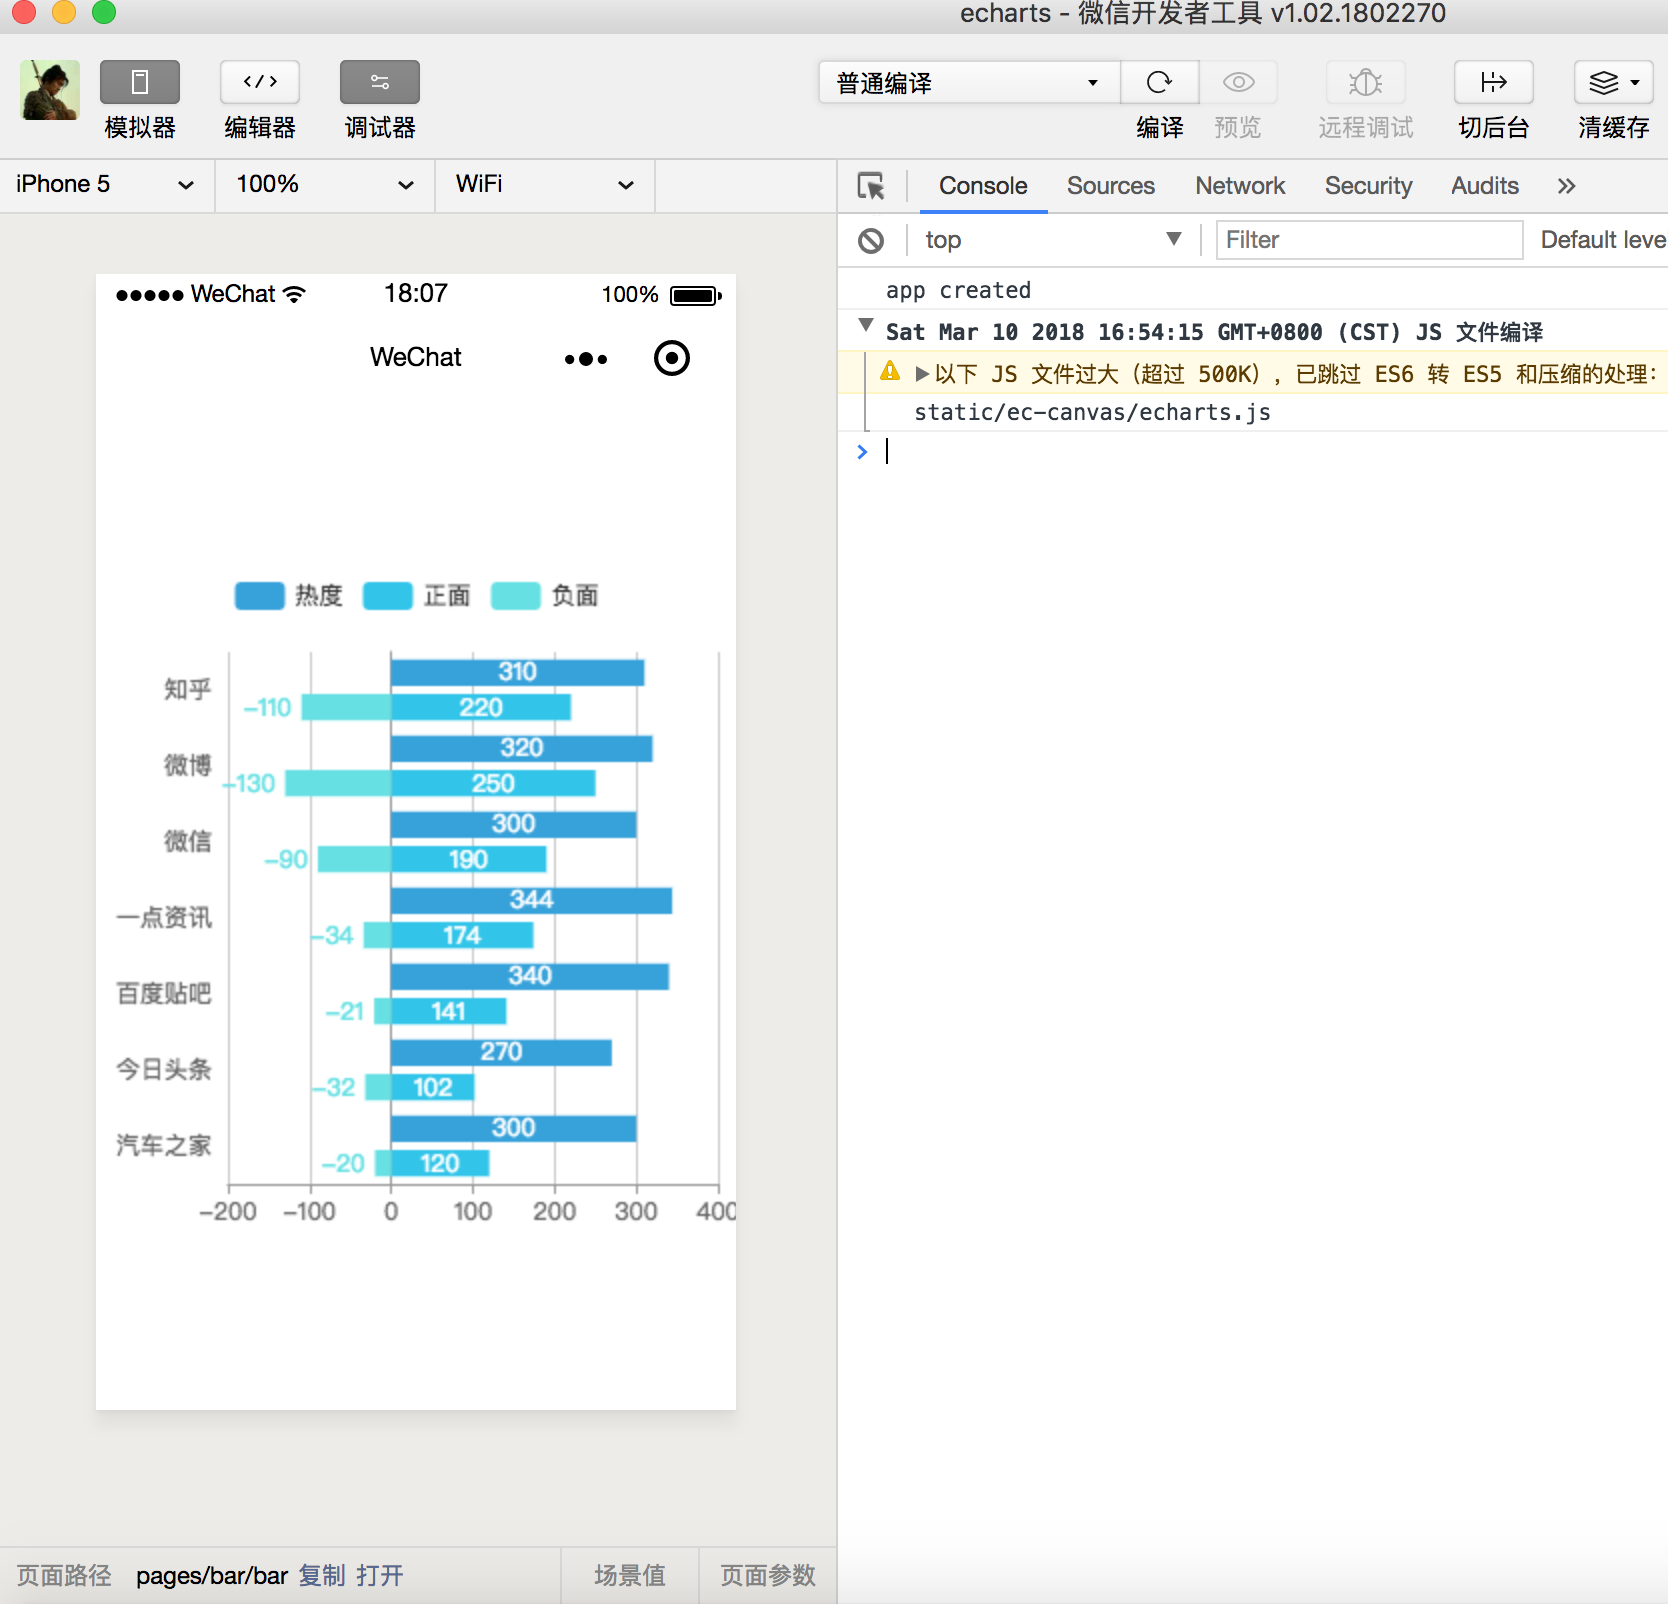 echarts - 微信开发者工具 v1.02.1802270
模拟器 编辑器 调试器 普通编译 编译 预览 远程调试 切后台 清缓存
iPhone 5 100% WiFi
Console Sources Network Security Audits »
top Filter Default leve
app created
Sat Mar 10 2018 16:54:15 GMT+0800 (CST) JS 文件编译
以下 JS 文件过大（超过 500K），已跳过 ES6 转 ES5 和压缩的处理：
static/ec-canvas/echarts.js
WeChat 18:07 100%
WeChat
热度 正面 负面
310
知乎
-110 220
320
微博
-130 250
300
微信
-90 190
344
一点资讯
-34 174
340
百度贴吧
-21 141
270
今日头条
-32 102
300
汽车之家
-20 120
-200 -100 0 100 200 300 400
页面路径 pages/bar/bar 复制 打开 场景值 页面参数